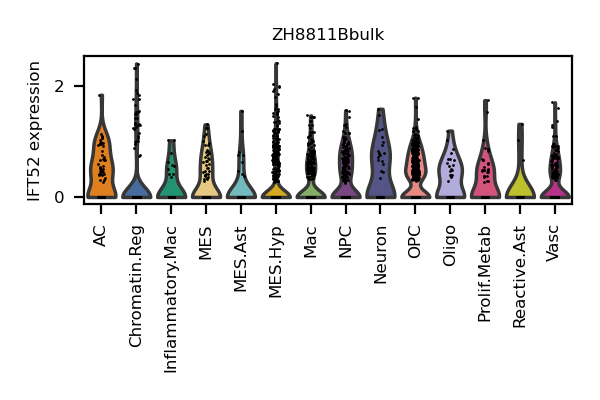 ZH8811Bbulk
IFT52 expression
2
0
AC
Chromatin.Reg
Inflammatory.Mac
MES
MES.Ast
MES.Hyp
Mac
NPC
Neuron
OPC
Oligo
Prolif.Metab
Reactive.Ast
Vasc